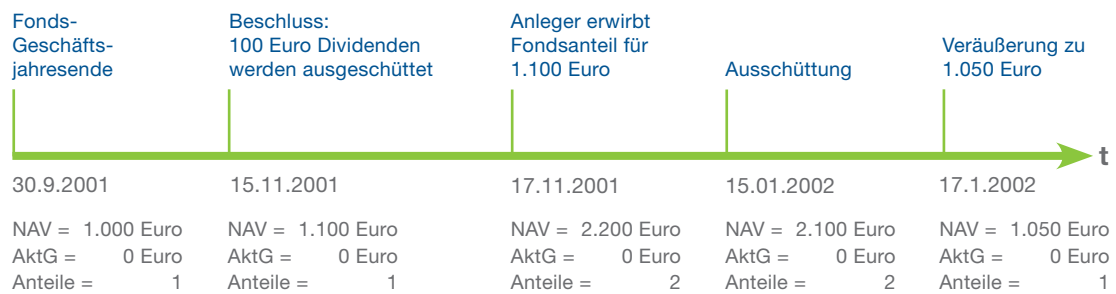 Fonds-
Geschäfts-
jahresende
Beschluss:
100 Euro Dividenden
werden ausgeschüttet
Anleger erwirbt
Fondsanteil für
1.100 Euro
Ausschüttung
Veräußerung zu
1.050 Euro
t
30.9.2001
15.11.2001
17.11.2001
15.01.2002
17.1.2002
NAV = 1.000 Euro
AktG = 0 Euro
Anteile = 1
NAV = 1.100 Euro
AktG = 0 Euro
Anteile = 1
NAV = 2.200 Euro
AktG = 0 Euro
Anteile = 2
NAV = 2.100 Euro
AktG = 0 Euro
Anteile = 2
NAV = 1.050 Euro
AktG = 0 Euro
Anteile = 1